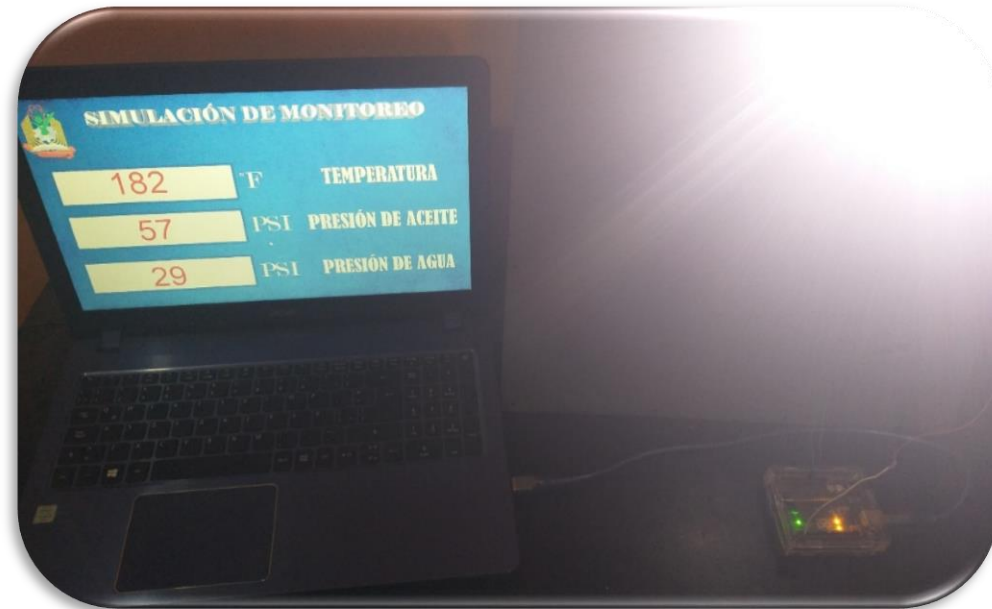 SIMULACIÓN DE MONITOREO
182 °F TEMPERATURA
57 PSI PRESIÓN DE ACEITE
29 PSI PRESIÓN DE AGUA